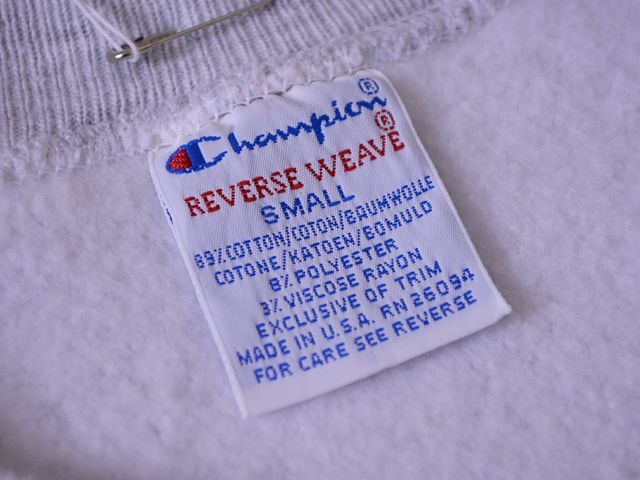 Champion®
REVERSE WEAVE®
SMALL
89% COTTON/COTON/BAUMWOLLE
COTONE/KATOEN/BOMULD
8% POLYESTER
3% VISCOSE RAYON
EXCLUSIVE OF TRIM
MADE IN U.S.A. RN 26094
FOR CARE SEE REVERSE